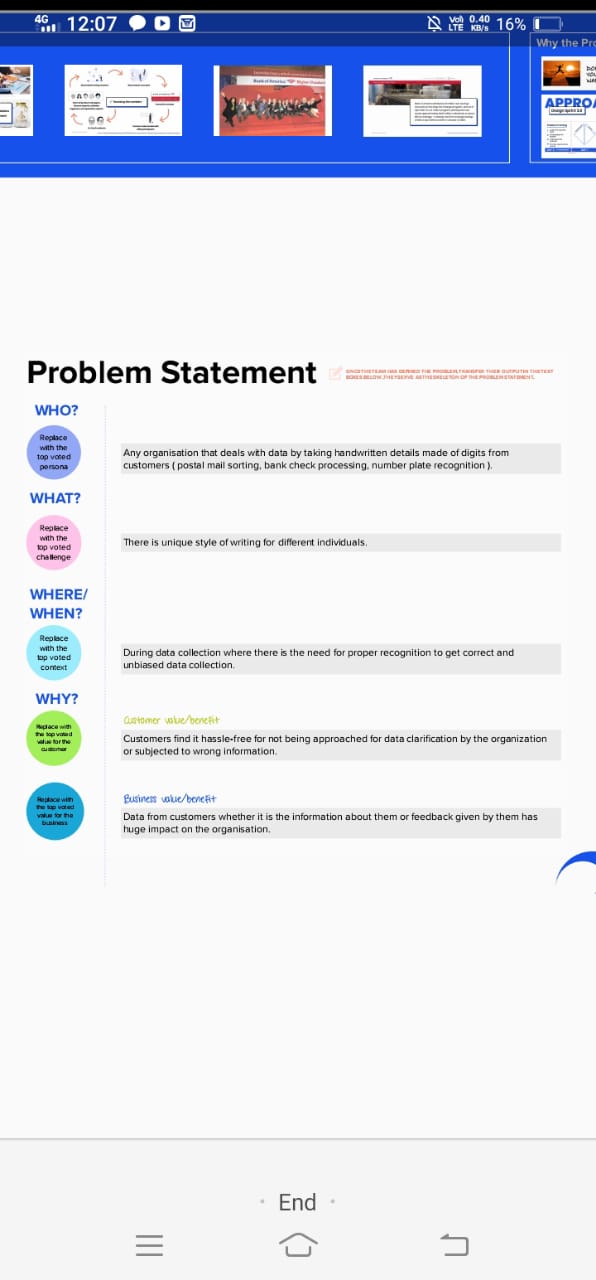 4G 12:07 Vol) LTE 0.40 KB/s 16%
Why the Pro
Bank of America
APPROA
Problem Statement
ONCE THE TEAM HAS DEFINED THE PROBLEM, TRANSFER THEIR OUTPUT IN THE TEXT
BOXES BELOW. THEY SERVE AS THE SKELETON OF THE PROBLEM STATEMENT.
WHO?
Replace
with the
top voted
persona
Any organisation that deals with data by taking handwritten details made of digits from
customers ( postal mail sorting, bank check processing, number plate recognition ).
WHAT?
Replace
with the
top voted
challenge
There is unique style of writing for different individuals.
WHERE/
WHEN?
Replace
with the
top voted
context
During data collection where there is the need for proper recognition to get correct and
unbiased data collection.
WHY?
Customer value/benefit
Replace with
the top voted
value for the
customer
Customers find it hassle-free for not being approached for data clarification by the organization
or subjected to wrong information.
Business value/benefit
Replace with
the top voted
value for the
business
Data from customers whether it is the information about them or feedback given by them has
huge impact on the organisation.
End